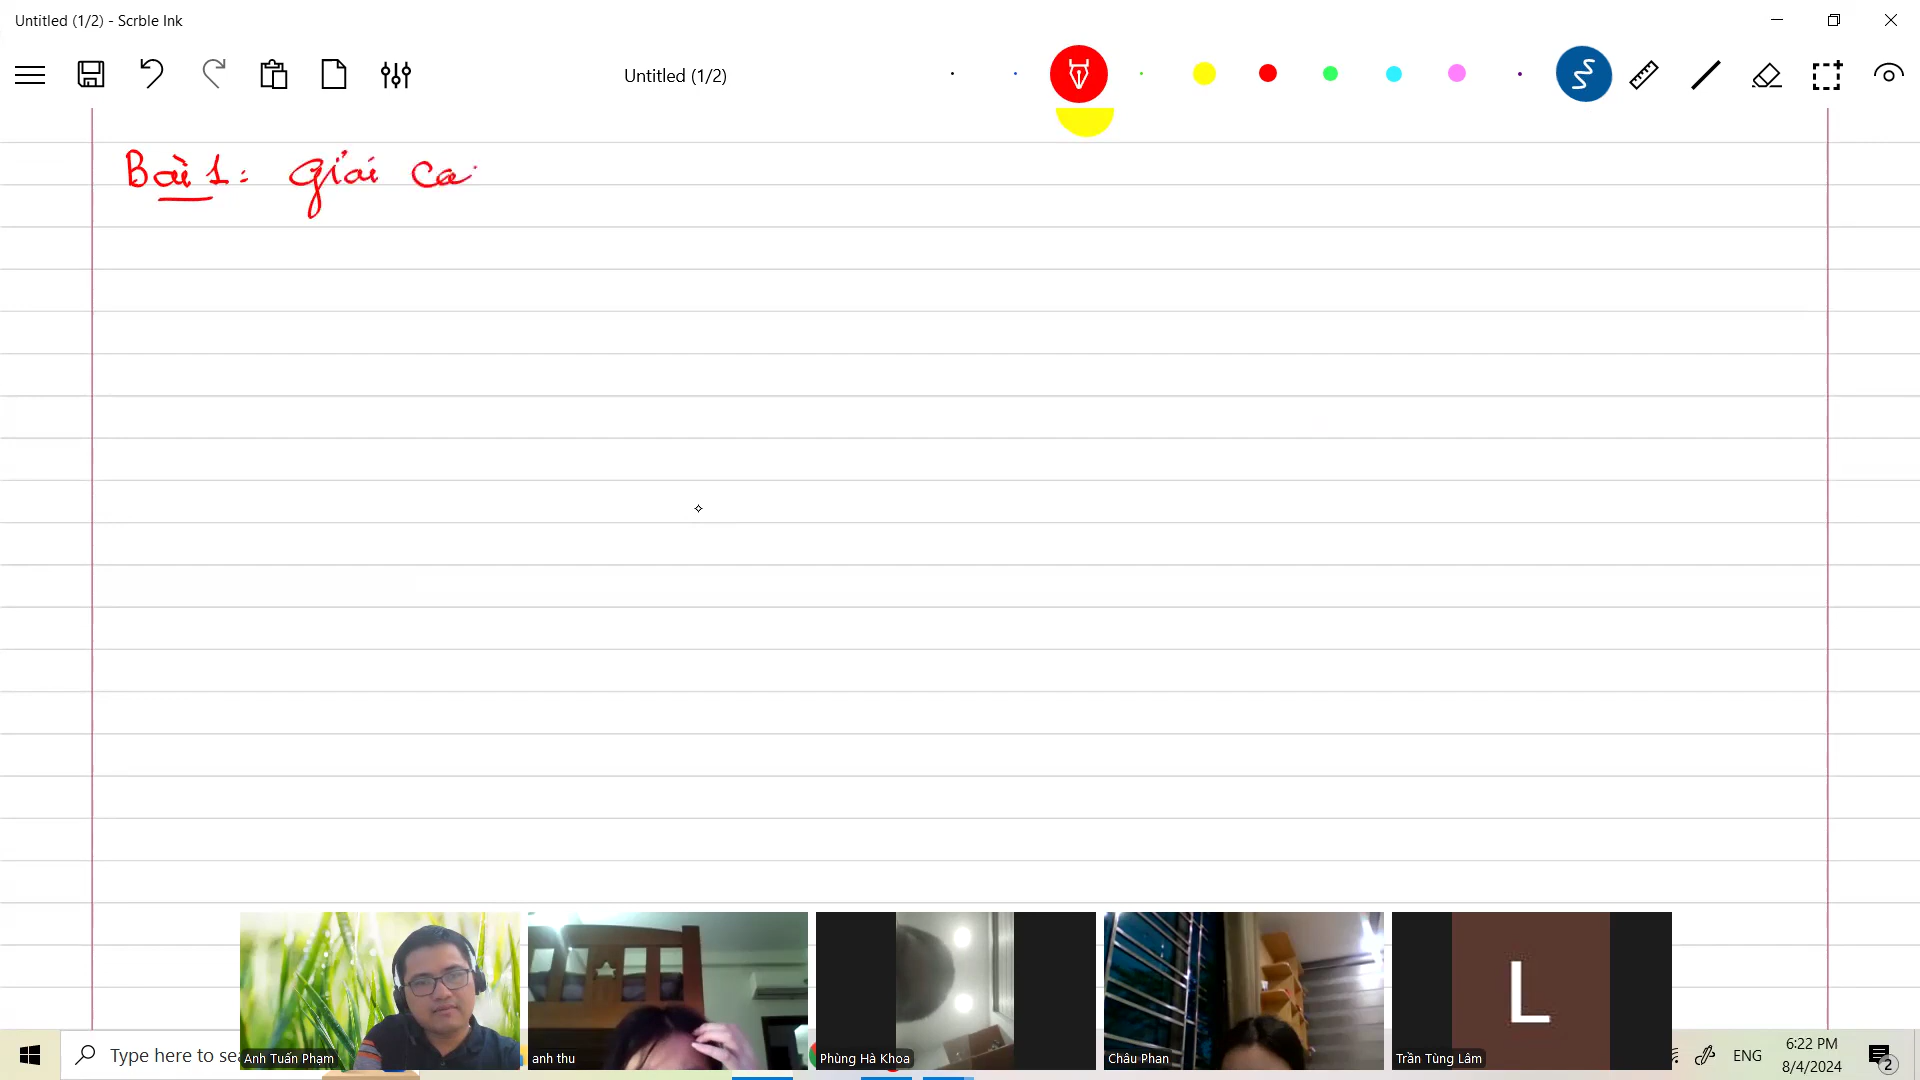 Untitled (1/2) - Scrble Ink
Untitled (1/2)
Bài 1: Giải ca
L
Anh Tuấn Phạm
anh thu
Phùng Hà Khoa
Châu Phan
Trần Tùng Lâm
Type here to se
ENG
6:22 PM
8/4/2024
2